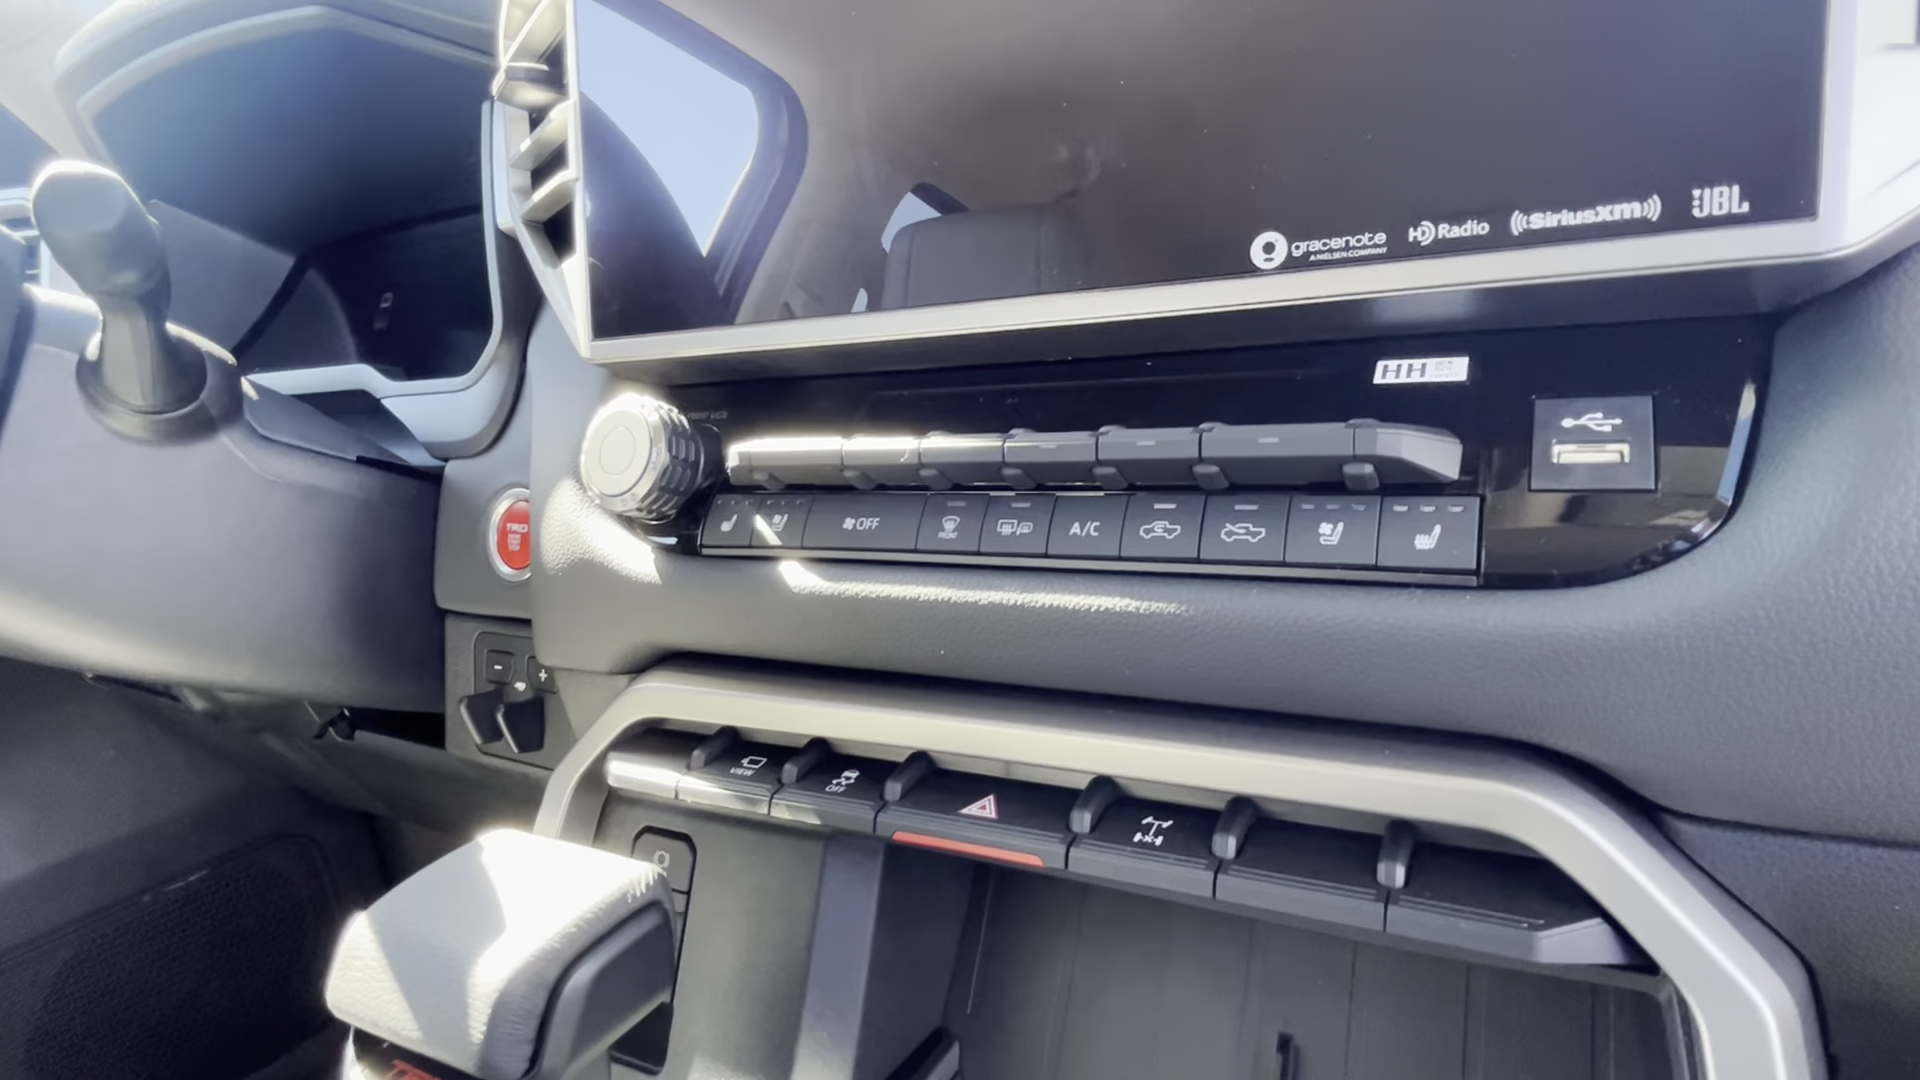 gracenote
A NIELSEN COMPANY
HD Radio
SiriusXM
JBL
HH
OFF
FRONT
A/C
TRD
- +
VIEW
OFF